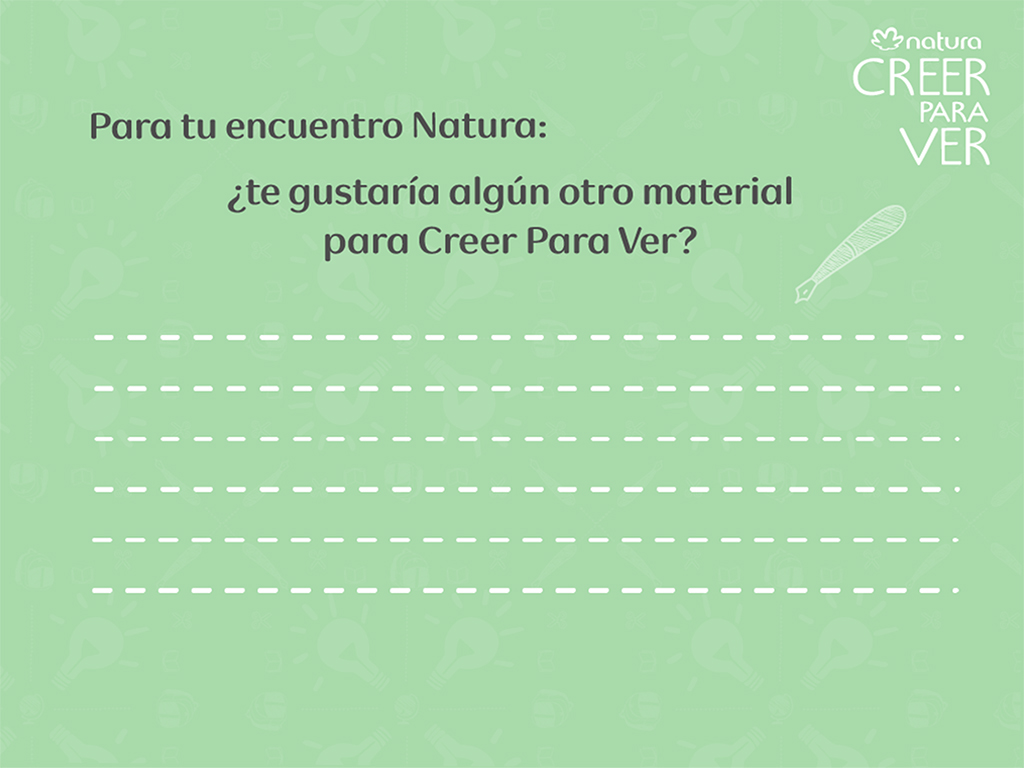 natura
CREER
PARA
VER
Para tu encuentro Natura:
¿te gustaría algún otro material
para Creer Para Ver?